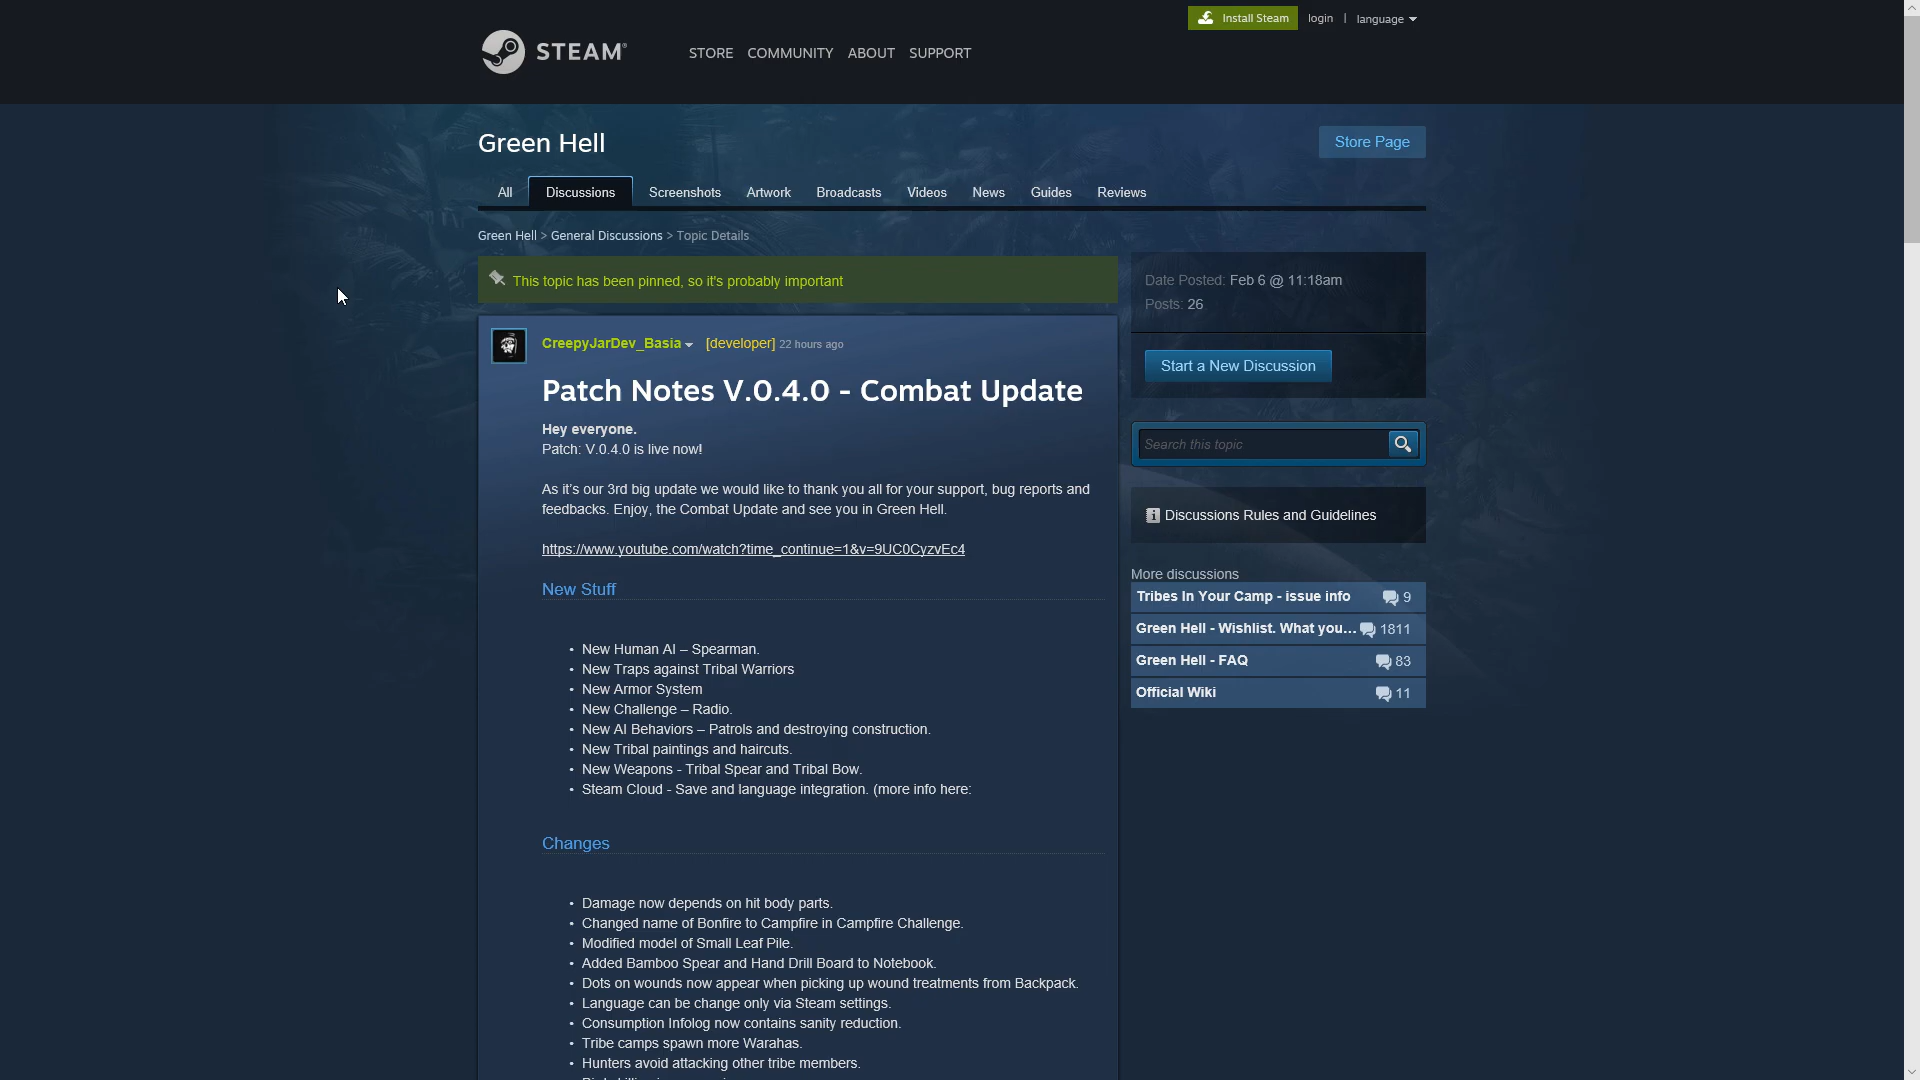 Install Steam login | language
STEAM®
STORE COMMUNITY ABOUT SUPPORT
Green Hell
Store Page
All Discussions Screenshots Artwork Broadcasts Videos News Guides Reviews
Green Hell > General Discussions > Topic Details
This topic has been pinned, so it's probably important
CreepyJarDev_Basia [developer] 22 hours ago
Patch Notes V.0.4.0 - Combat Update
Hey everyone.
Patch: V.0.4.0 is live now!
As it’s our 3rd big update we would like to thank you all for your support, bug reports and
feedbacks. Enjoy, the Combat Update and see you in Green Hell.
https://www.youtube.com/watch?time_continue=1&v=9UC0CyzvEc4
New Stuff
• New Human AI – Spearman.
• New Traps against Tribal Warriors
• New Armor System
• New Challenge – Radio.
• New AI Behaviors – Patrols and destroying construction.
• New Tribal paintings and haircuts.
• New Weapons - Tribal Spear and Tribal Bow.
• Steam Cloud - Save and language integration. (more info here:
Changes
• Damage now depends on hit body parts.
• Changed name of Bonfire to Campfire in Campfire Challenge.
• Modified model of Small Leaf Pile.
• Added Bamboo Spear and Hand Drill Board to Notebook.
• Dots on wounds now appear when picking up wound treatments from Backpack.
• Language can be change only via Steam settings.
• Consumption Infolog now contains sanity reduction.
• Tribe camps spawn more Warahas.
• Hunters avoid attacking other tribe members.
Date Posted: Feb 6 @ 11:18am
Posts: 26
Start a New Discussion
Search this topic
Discussions Rules and Guidelines
More discussions
Tribes In Your Camp - issue info 9
Green Hell - Wishlist. What you... 1811
Green Hell - FAQ 83
Official Wiki 11